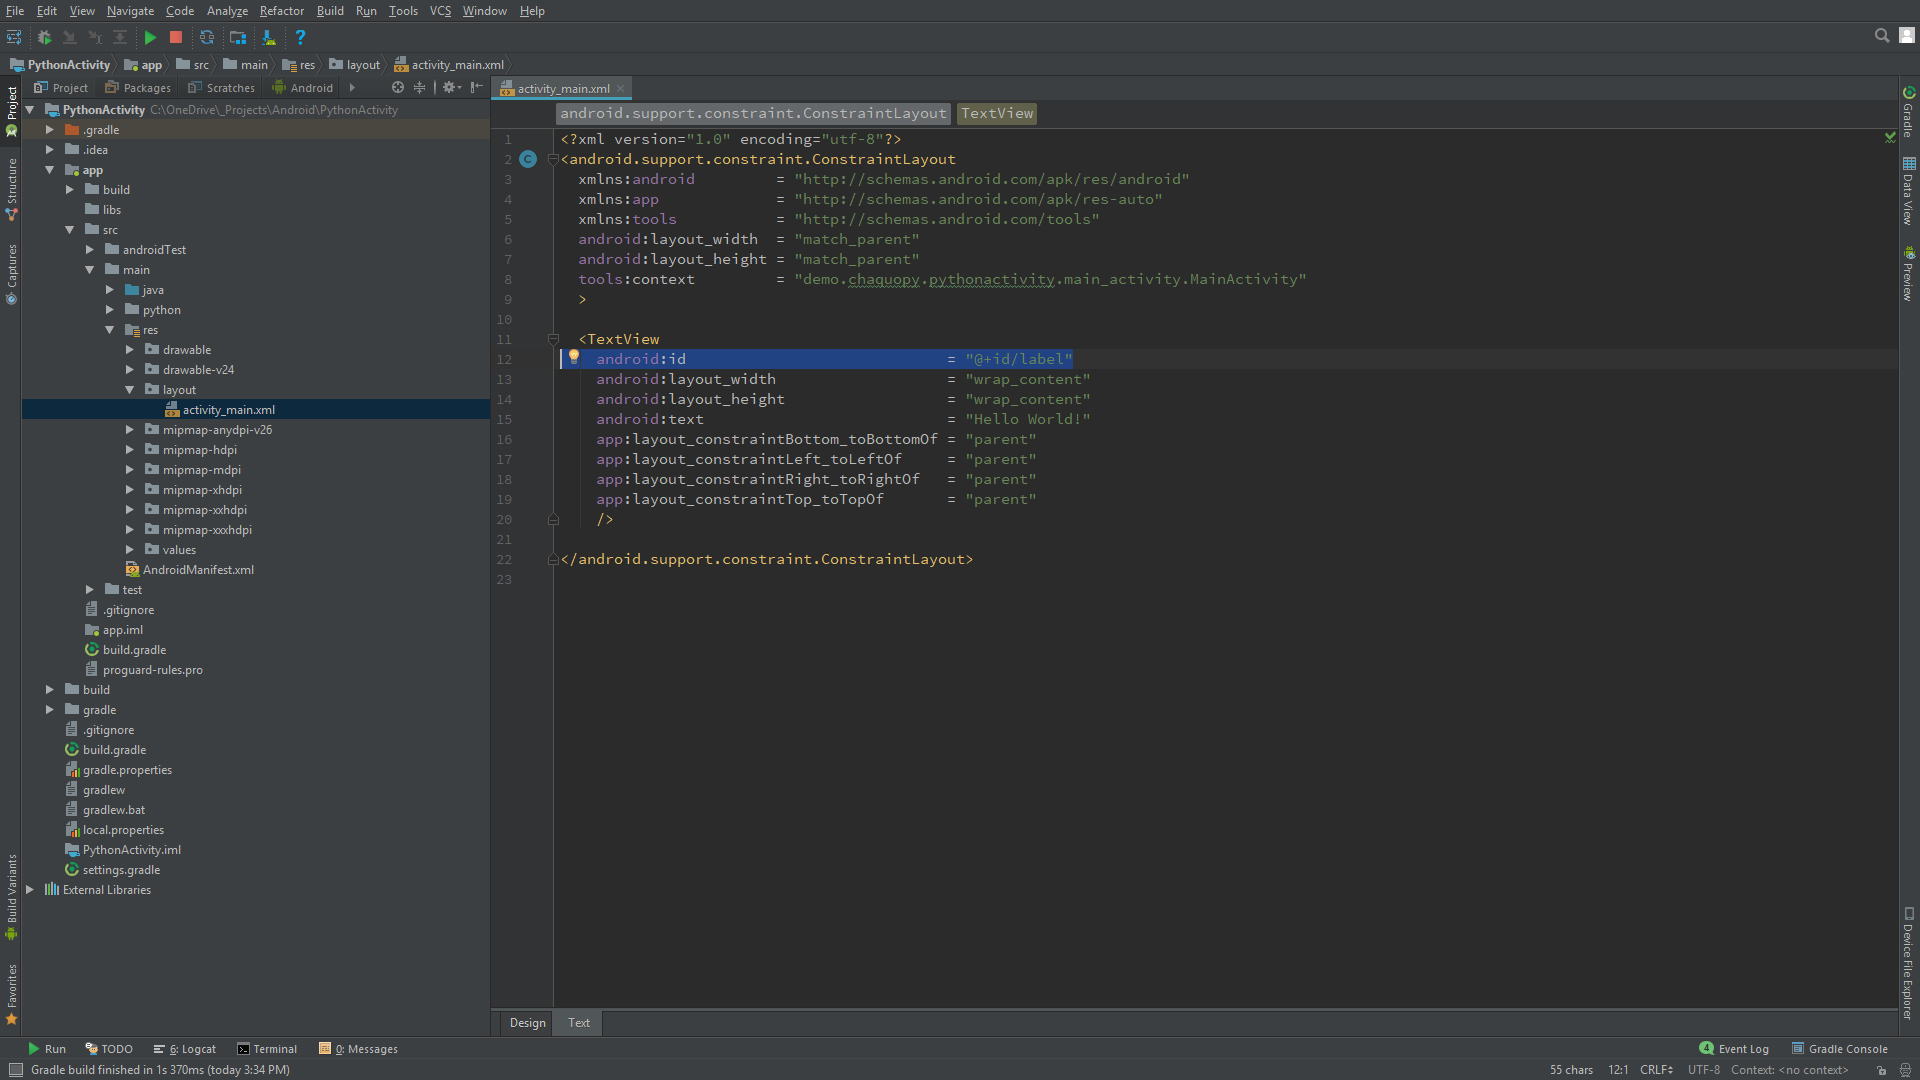 File Edit View Navigate Code Analyze Refactor Build Run Tools VCS Window Help
PythonActivity app src main res layout activity_main.xml
Project Packages Scratches Android
activity_main.xml
PythonActivity C:\OneDrive\_Projects\Android\PythonActivity
.gradle
.idea
app
build
libs
src
androidTest
main
java
python
res
drawable
drawable-v24
layout
activity_main.xml
mipmap-anydpi-v26
mipmap-hdpi
mipmap-mdpi
mipmap-xhdpi
mipmap-xxhdpi
mipmap-xxxhdpi
values
AndroidManifest.xml
test
.gitignore
app.iml
build.gradle
proguard-rules.pro
build
gradle
.gitignore
build.gradle
gradle.properties
gradlew
gradlew.bat
local.properties
PythonActivity.iml
settings.gradle
External Libraries
Project
Structure
Captures
Build Variants
Favorites
android.support.constraint.ConstraintLayout TextView
1 <?xml version="1.0" encoding="utf-8"?>
2 C <android.support.constraint.ConstraintLayout
3 xmlns:android = "http://schemas.android.com/apk/res/android"
4 xmlns:app = "http://schemas.android.com/apk/res-auto"
5 xmlns:tools = "http://schemas.android.com/tools"
6 android:layout_width = "match_parent"
7 android:layout_height = "match_parent"
8 tools:context = "demo.chaquopy.pythonactivity.main_activity.MainActivity"
9 >
10
11 <TextView
12 android:id = "@+id/label"
13 android:layout_width = "wrap_content"
14 android:layout_height = "wrap_content"
15 android:text = "Hello World!"
16 app:layout_constraintBottom_toBottomOf = "parent"
17 app:layout_constraintLeft_toLeftOf = "parent"
18 app:layout_constraintRight_toRightOf = "parent"
19 app:layout_constraintTop_toTopOf = "parent"
20 />
21
22 </android.support.constraint.ConstraintLayout>
23
Gradle
Data View
Preview
Device File Explorer
Design Text
Run TODO 6: Logcat Terminal 0: Messages 4 Event Log Gradle Console
Gradle build finished in 1s 370ms (today 3:34 PM) 55 chars 12:1 CRLF UTF-8 Context: <no context>